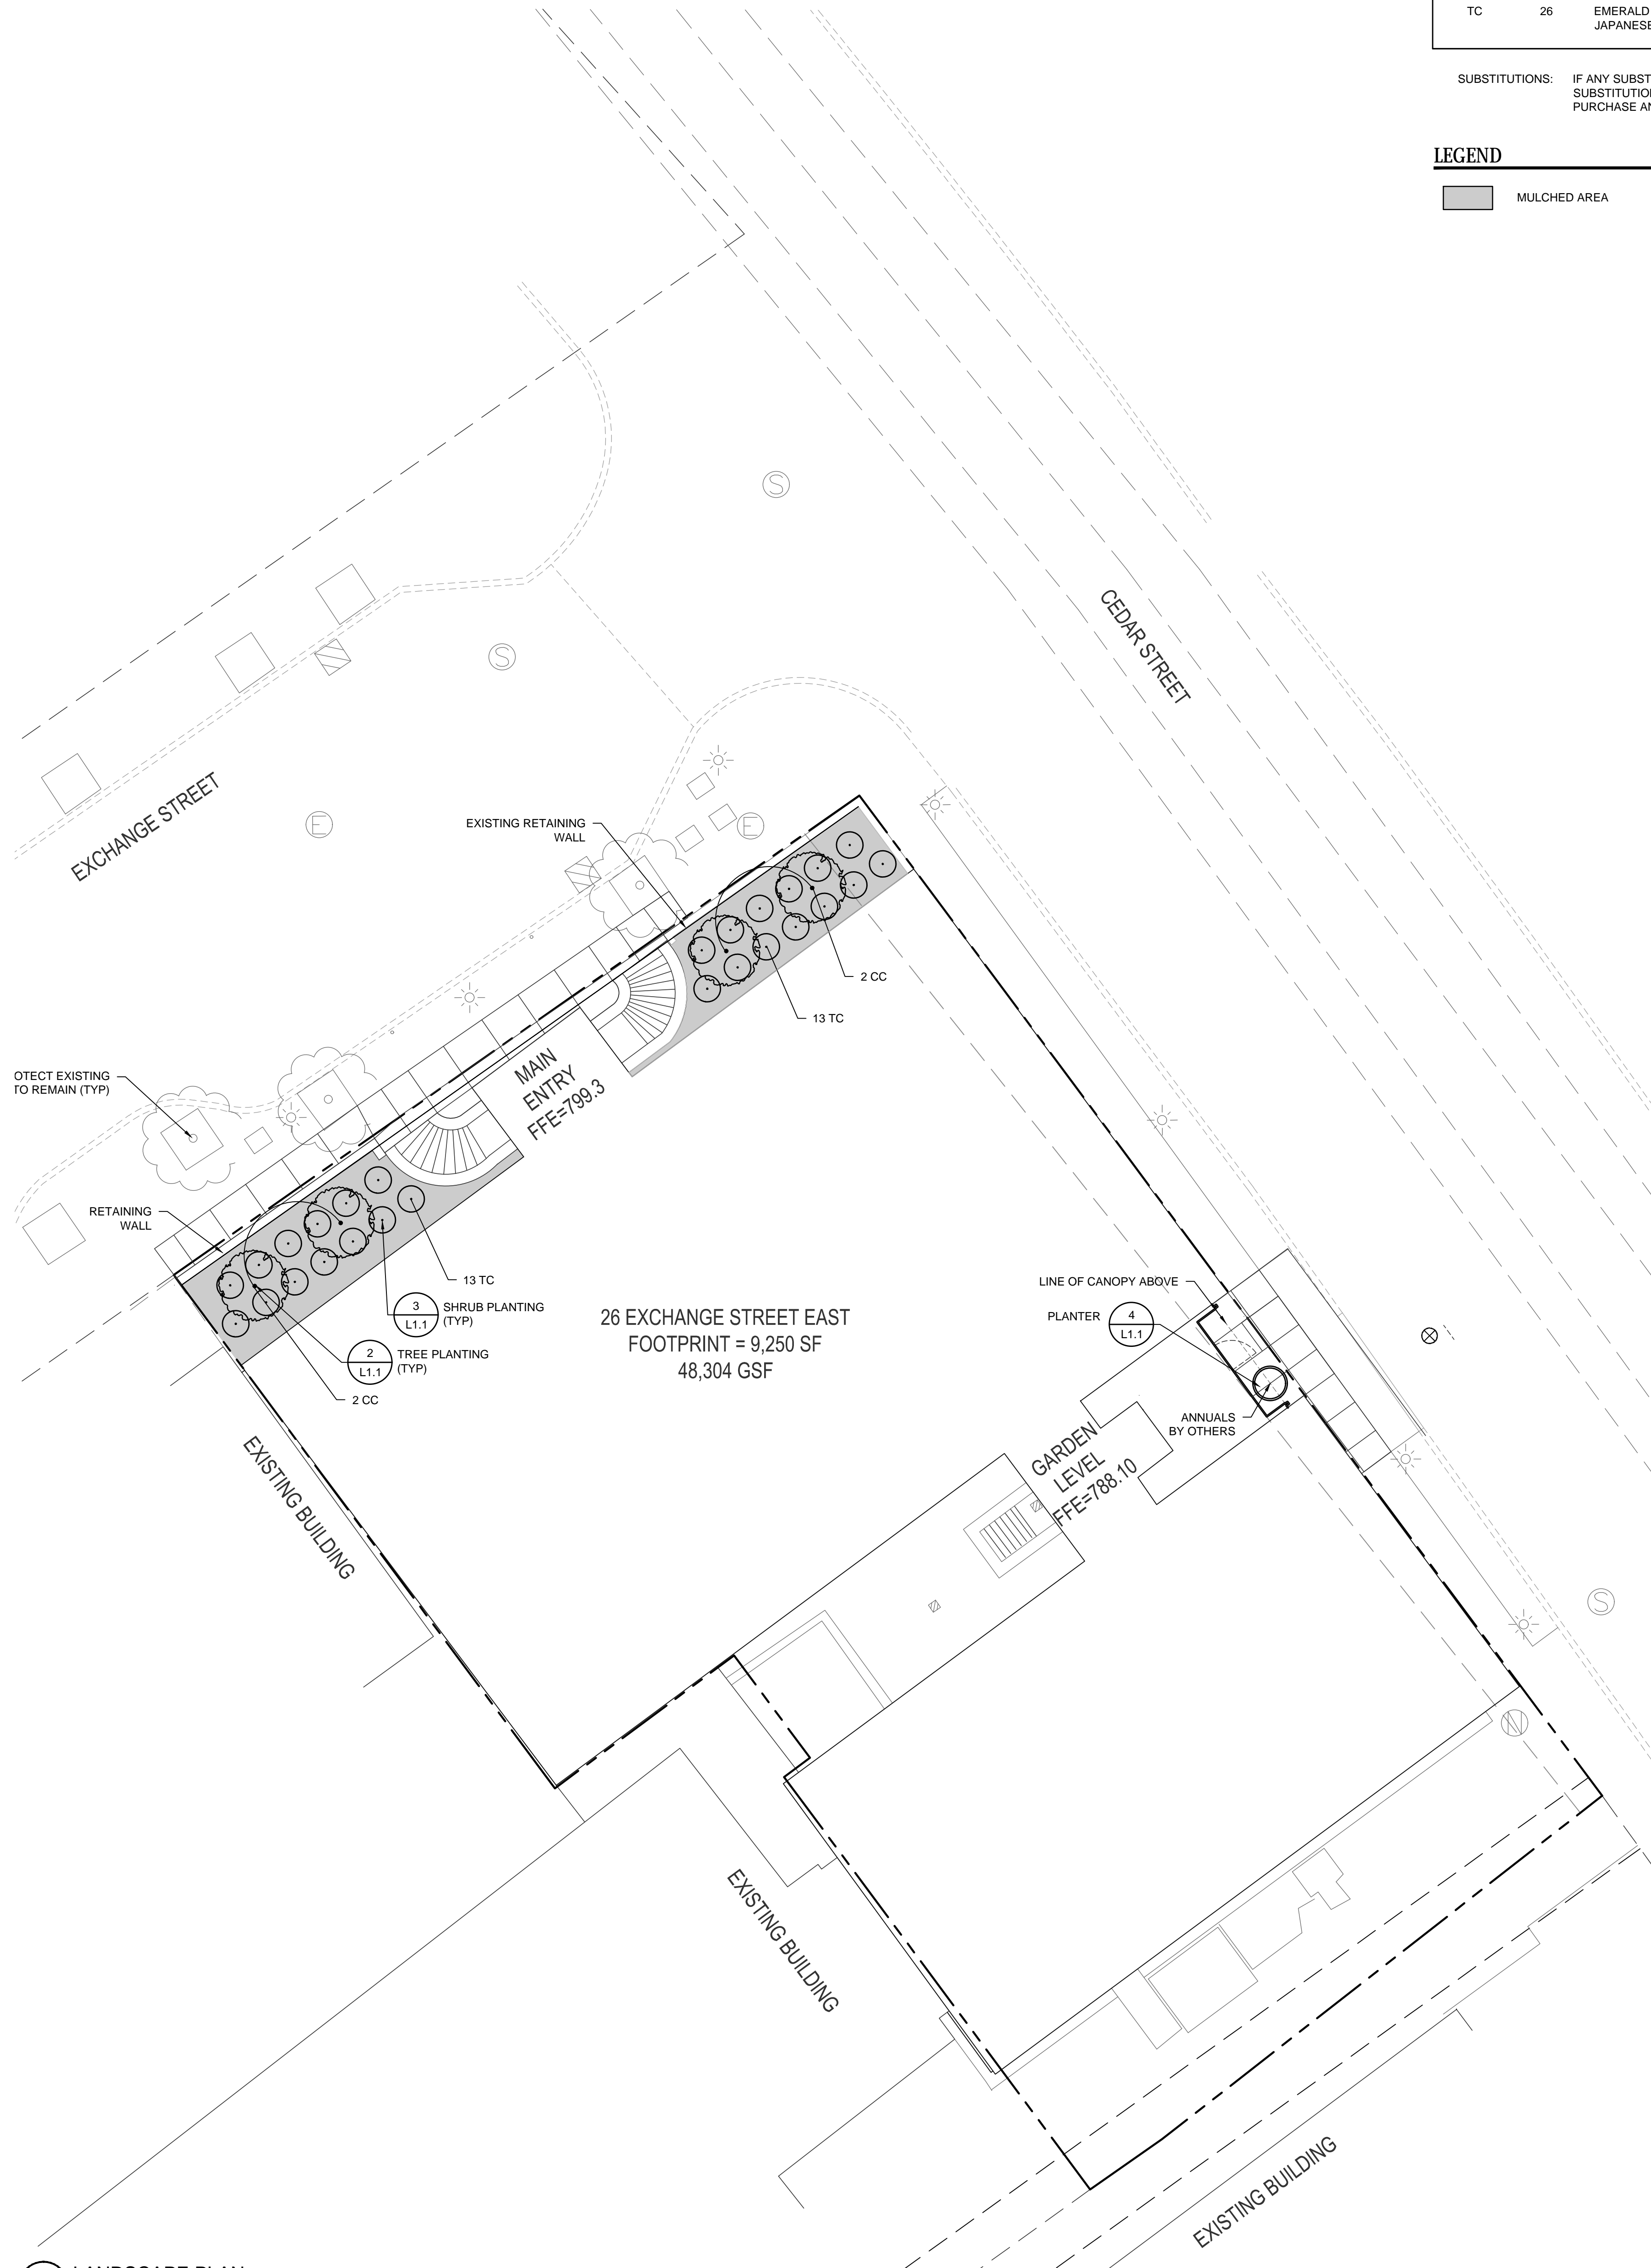 TC 26 EMERALD
JAPANESE
SUBSTITUTIONS: IF ANY SUBST
SUBSTITUTION
PURCHASE AN
LEGEND
MULCHED AREA
S
S
CEDAR STREET
EXCHANGE STREET
E
E
EXISTING RETAINING
WALL
2 CC
13 TC
MAIN
ENTRY
FFE=799.3
OTECT EXISTING
TO REMAIN (TYP)
RETAINING
WALL
13 TC
3
L1.1
SHRUB PLANTING
(TYP)
2
L1.1
TREE PLANTING
(TYP)
2 CC
26 EXCHANGE STREET EAST
FOOTPRINT = 9,250 SF
48,304 GSF
LINE OF CANOPY ABOVE
PLANTER
4
L1.1
ANNUALS
BY OTHERS
GARDEN
LEVEL
FFE=788.10
EXISTING BUILDING
S
EXISTING BUILDING
EXISTING BUILDING
LANDSCAPE PLAN